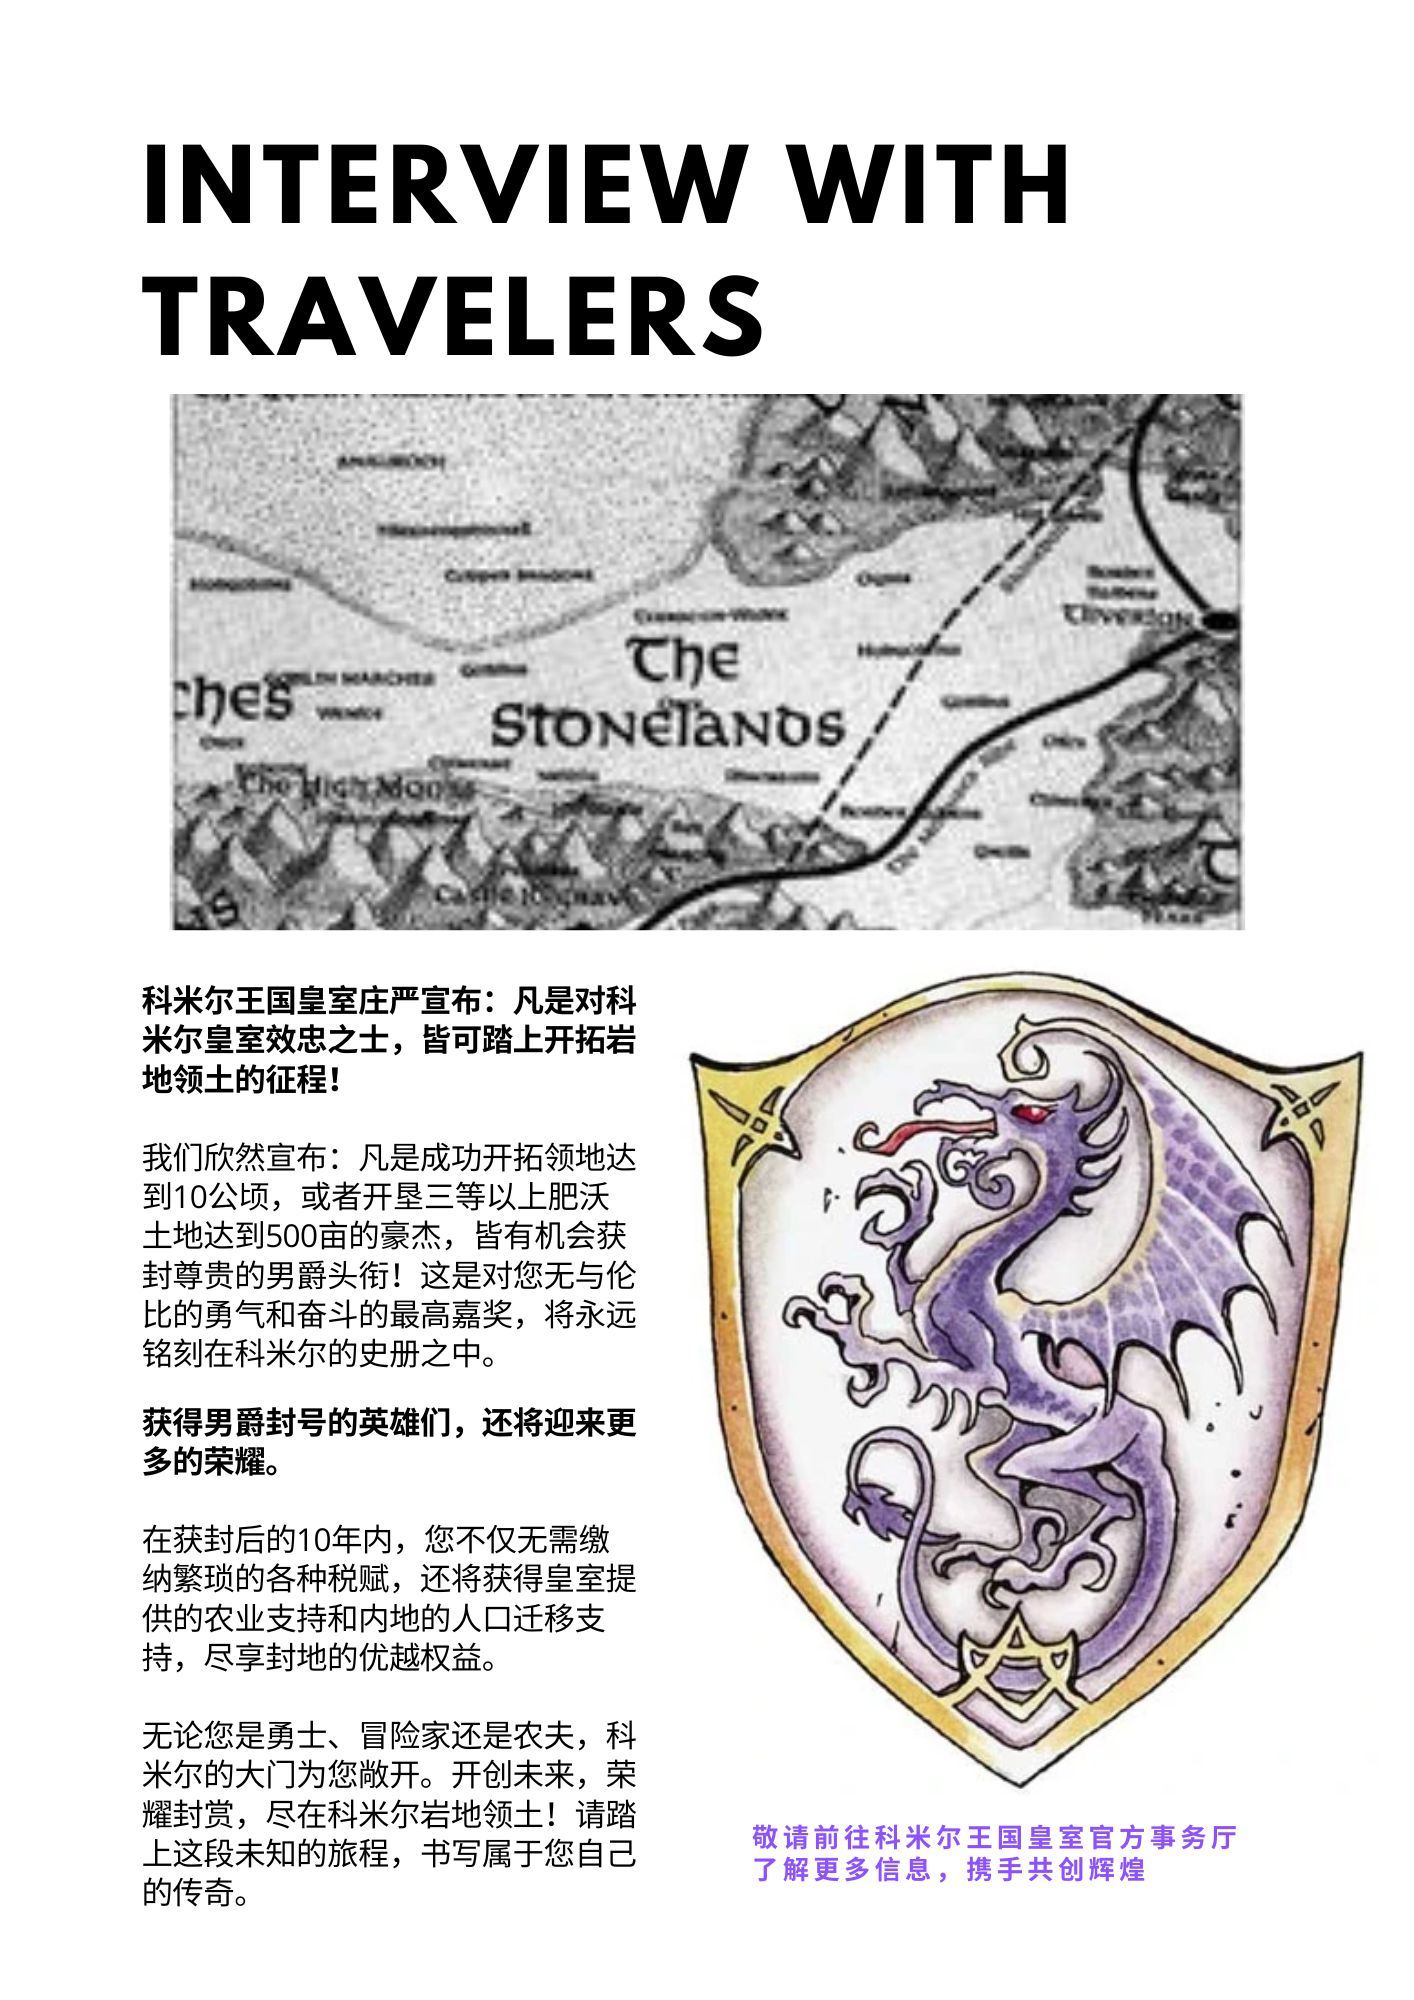 INTERVIEW WITH
TRAVELERS
ANAUROCH
Hobgoblins
Copper Dragons
Ogres
Borden
Tilverton
The
Hobgoblins
ches
GOBLIN MARCHES
Goblins
Stonelands
Goblins
Orcs
The High Moors
Castle
科米尔王国皇室庄严宣布：凡是对科
米尔皇室效忠之士，皆可踏上开拓岩
地领土的征程！
我们欣然宣布：凡是成功开拓领地达
到10公顷，或者开垦三等以上肥沃
土地达到500亩的豪杰，皆有机会获
封尊贵的男爵头衔！这是对您无与伦
比的勇气和奋斗的最高嘉奖，将永远
铭刻在科米尔的史册之中。
获得男爵封号的英雄们，还将迎来更
多的荣耀。
在获封后的10年内，您不仅无需缴
纳繁琐的各种税赋，还将获得皇室提
供的农业支持和内地的人口迁移支
持，尽享封地的优越权益。
无论您是勇士、冒险家还是农夫，科
米尔的大门为您敞开。开创未来，荣
耀封赏，尽在科米尔岩地领土！请踏
上这段未知的旅程，书写属于您自己
的传奇。
敬请前往科米尔王国皇室官方事务厅
了解更多信息，携手共创辉煌